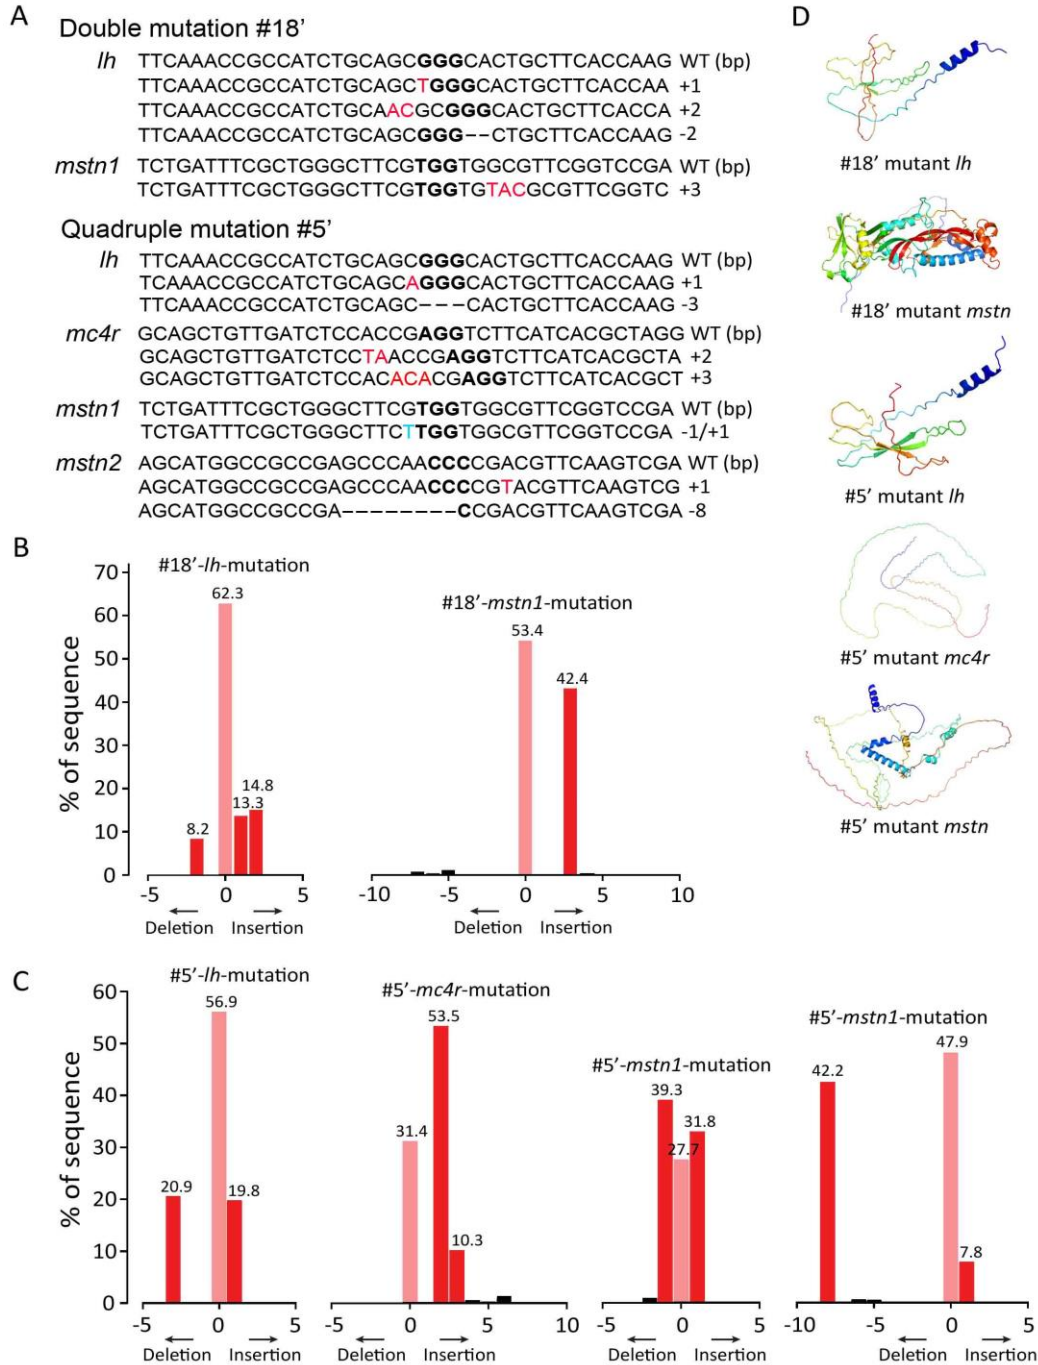 A
Double mutation #18'
lh TTCAAACCGCCATCTGCAGCGGGCACTGCTTCACCAAG WT (bp)
TTCAAACCGCCATCTGCAGCTGGGCACTGCTTCACCAA +1
TTCAAACCGCCATCTGCAACGCGGGCACTGCTTCACCA +2
TTCAAACCGCCATCTGCAGCGGG--CTGCTTCACCAAG -2
mstn1 TCTGATTTCGCTGGGCTTCGTGGTGGCGTTCGGTCCGA WT (bp)
TCTGATTTCGCTGGGCTTCGTGGTGTACGCGTTCGGTC +3
Quadruple mutation #5'
lh TTCAAACCGCCATCTGCAGCGGGCACTGCTTCACCAAG WT (bp)
TCAAACCGCCATCTGCAGCAGGGCACTGCTTCACCAAG +1
TTCAAACCGCCATCTGCAGC---CACTGCTTCACCAAG -3
mc4r GCAGCTGTTGATCTCCACCGAGGTCTTCATCACGCTAGG WT (bp)
GCAGCTGTTGATCTCCTAACCGAGGTCTTCATCACGCTA +2
GCAGCTGTTGATCTCCACACACGAGGTCTTCATCACGCT +3
mstn1 TCTGATTTCGCTGGGCTTCGTGGTGGCGTTCGGTCCGA WT (bp)
TCTGATTTCGCTGGGCTTCTTGGTGGCGTTCGGTCCGA -1/+1
mstn2 AGCATGGCCGCCGAGCCCAACCCCCGACGTTCAAGTCGA WT (bp)
AGCATGGCCGCCGAGCCCAACCCCCGTACGTTCAAGTCG +1
AGCATGGCCGCCGA--------CCGACGTTCAAGTCGA -8
D
#18' mutant lh
#18' mutant mstn
#5' mutant lh
#5' mutant mc4r
#5' mutant mstn
B
% of sequence
70
60
50
40
30
20
10
0
#18'-lh-mutation
62.3
14.8
13.3
8.2
-5 0 5
Deletion Insertion
#18'-mstn1-mutation
53.4
42.4
-10 -5 0 5 10
Deletion Insertion
C
% of sequence
60
50
40
30
20
10
0
#5'-lh-mutation
56.9
20.9
19.8
-5 0 5
Deletion Insertion
#5'-mc4r-mutation
53.5
31.4
10.3
-5 0 5 10
Deletion Insertion
#5'-mstn1-mutation
39.3
31.8
27.7
-5 0 5
Deletion Insertion
#5'-mstn1-mutation
47.9
42.2
7.8
-10 -5 0 5
Deletion Insertion